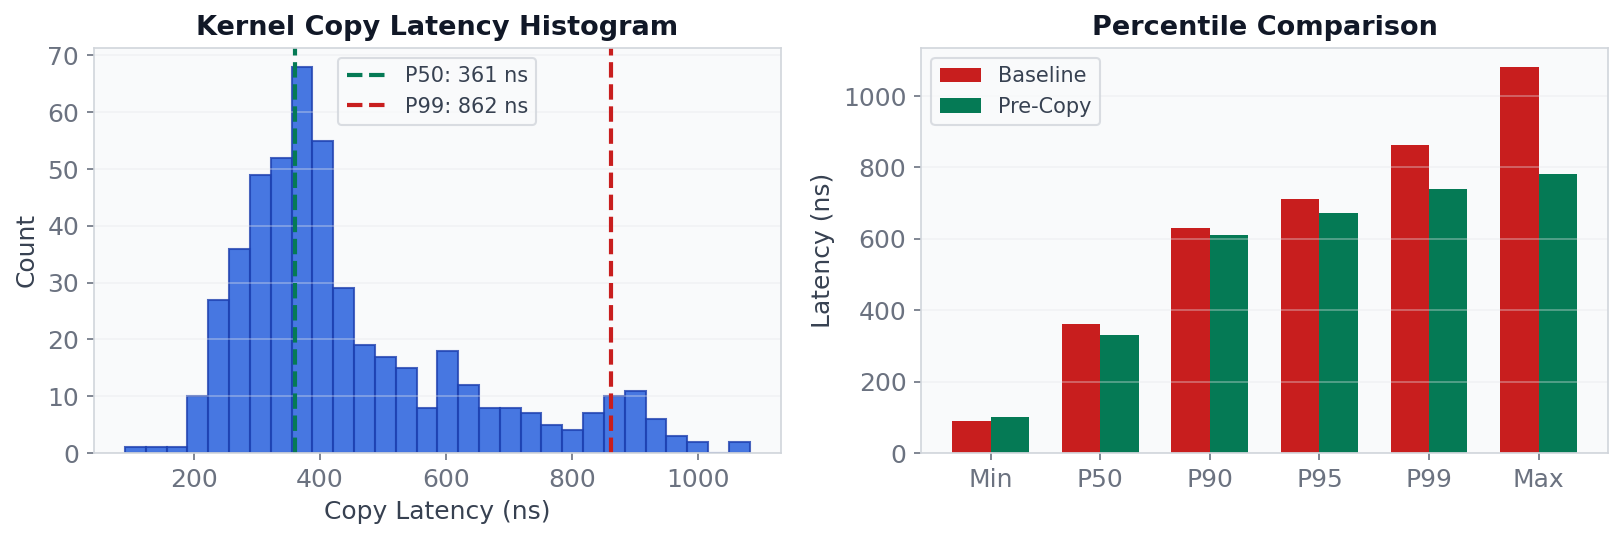 Kernel Copy Latency Histogram
70
60
50
40
30
20
10
0
Count
P50: 361 ns
P99: 862 ns
200
400
600
800
1000
Copy Latency (ns)
Percentile Comparison
1000
800
600
400
200
0
Latency (ns)
Baseline
Pre-Copy
Min
P50
P90
P95
P99
Max